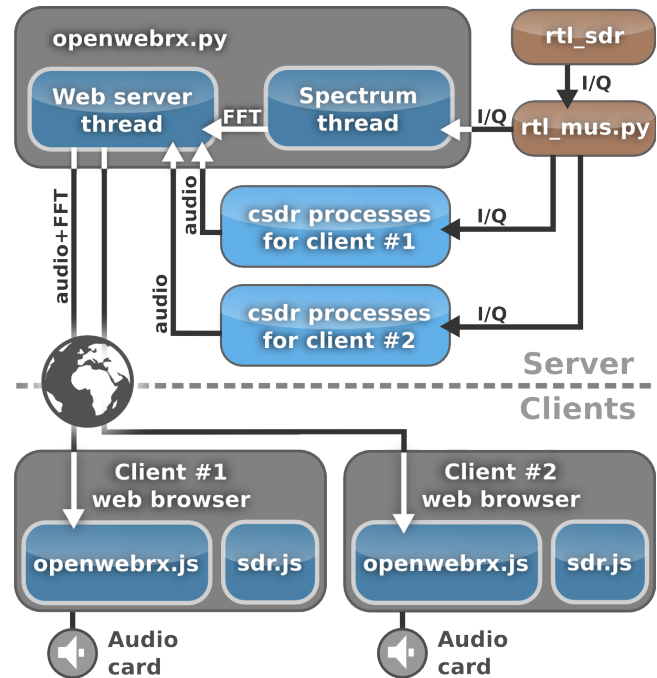 openwebrx.py
rtl_sdr
I/Q
Web server
thread
FFT
Spectrum
thread
I/Q
rtl_mus.py
audio+FFT
audio
csdr processes
for client #1
I/Q
audio
csdr processes
for client #2
I/Q
Server
Clients
Client #1
web browser
openwebrx.js
sdr.js
Client #2
web browser
openwebrx.js
sdr.js
Audio
card
Audio
card